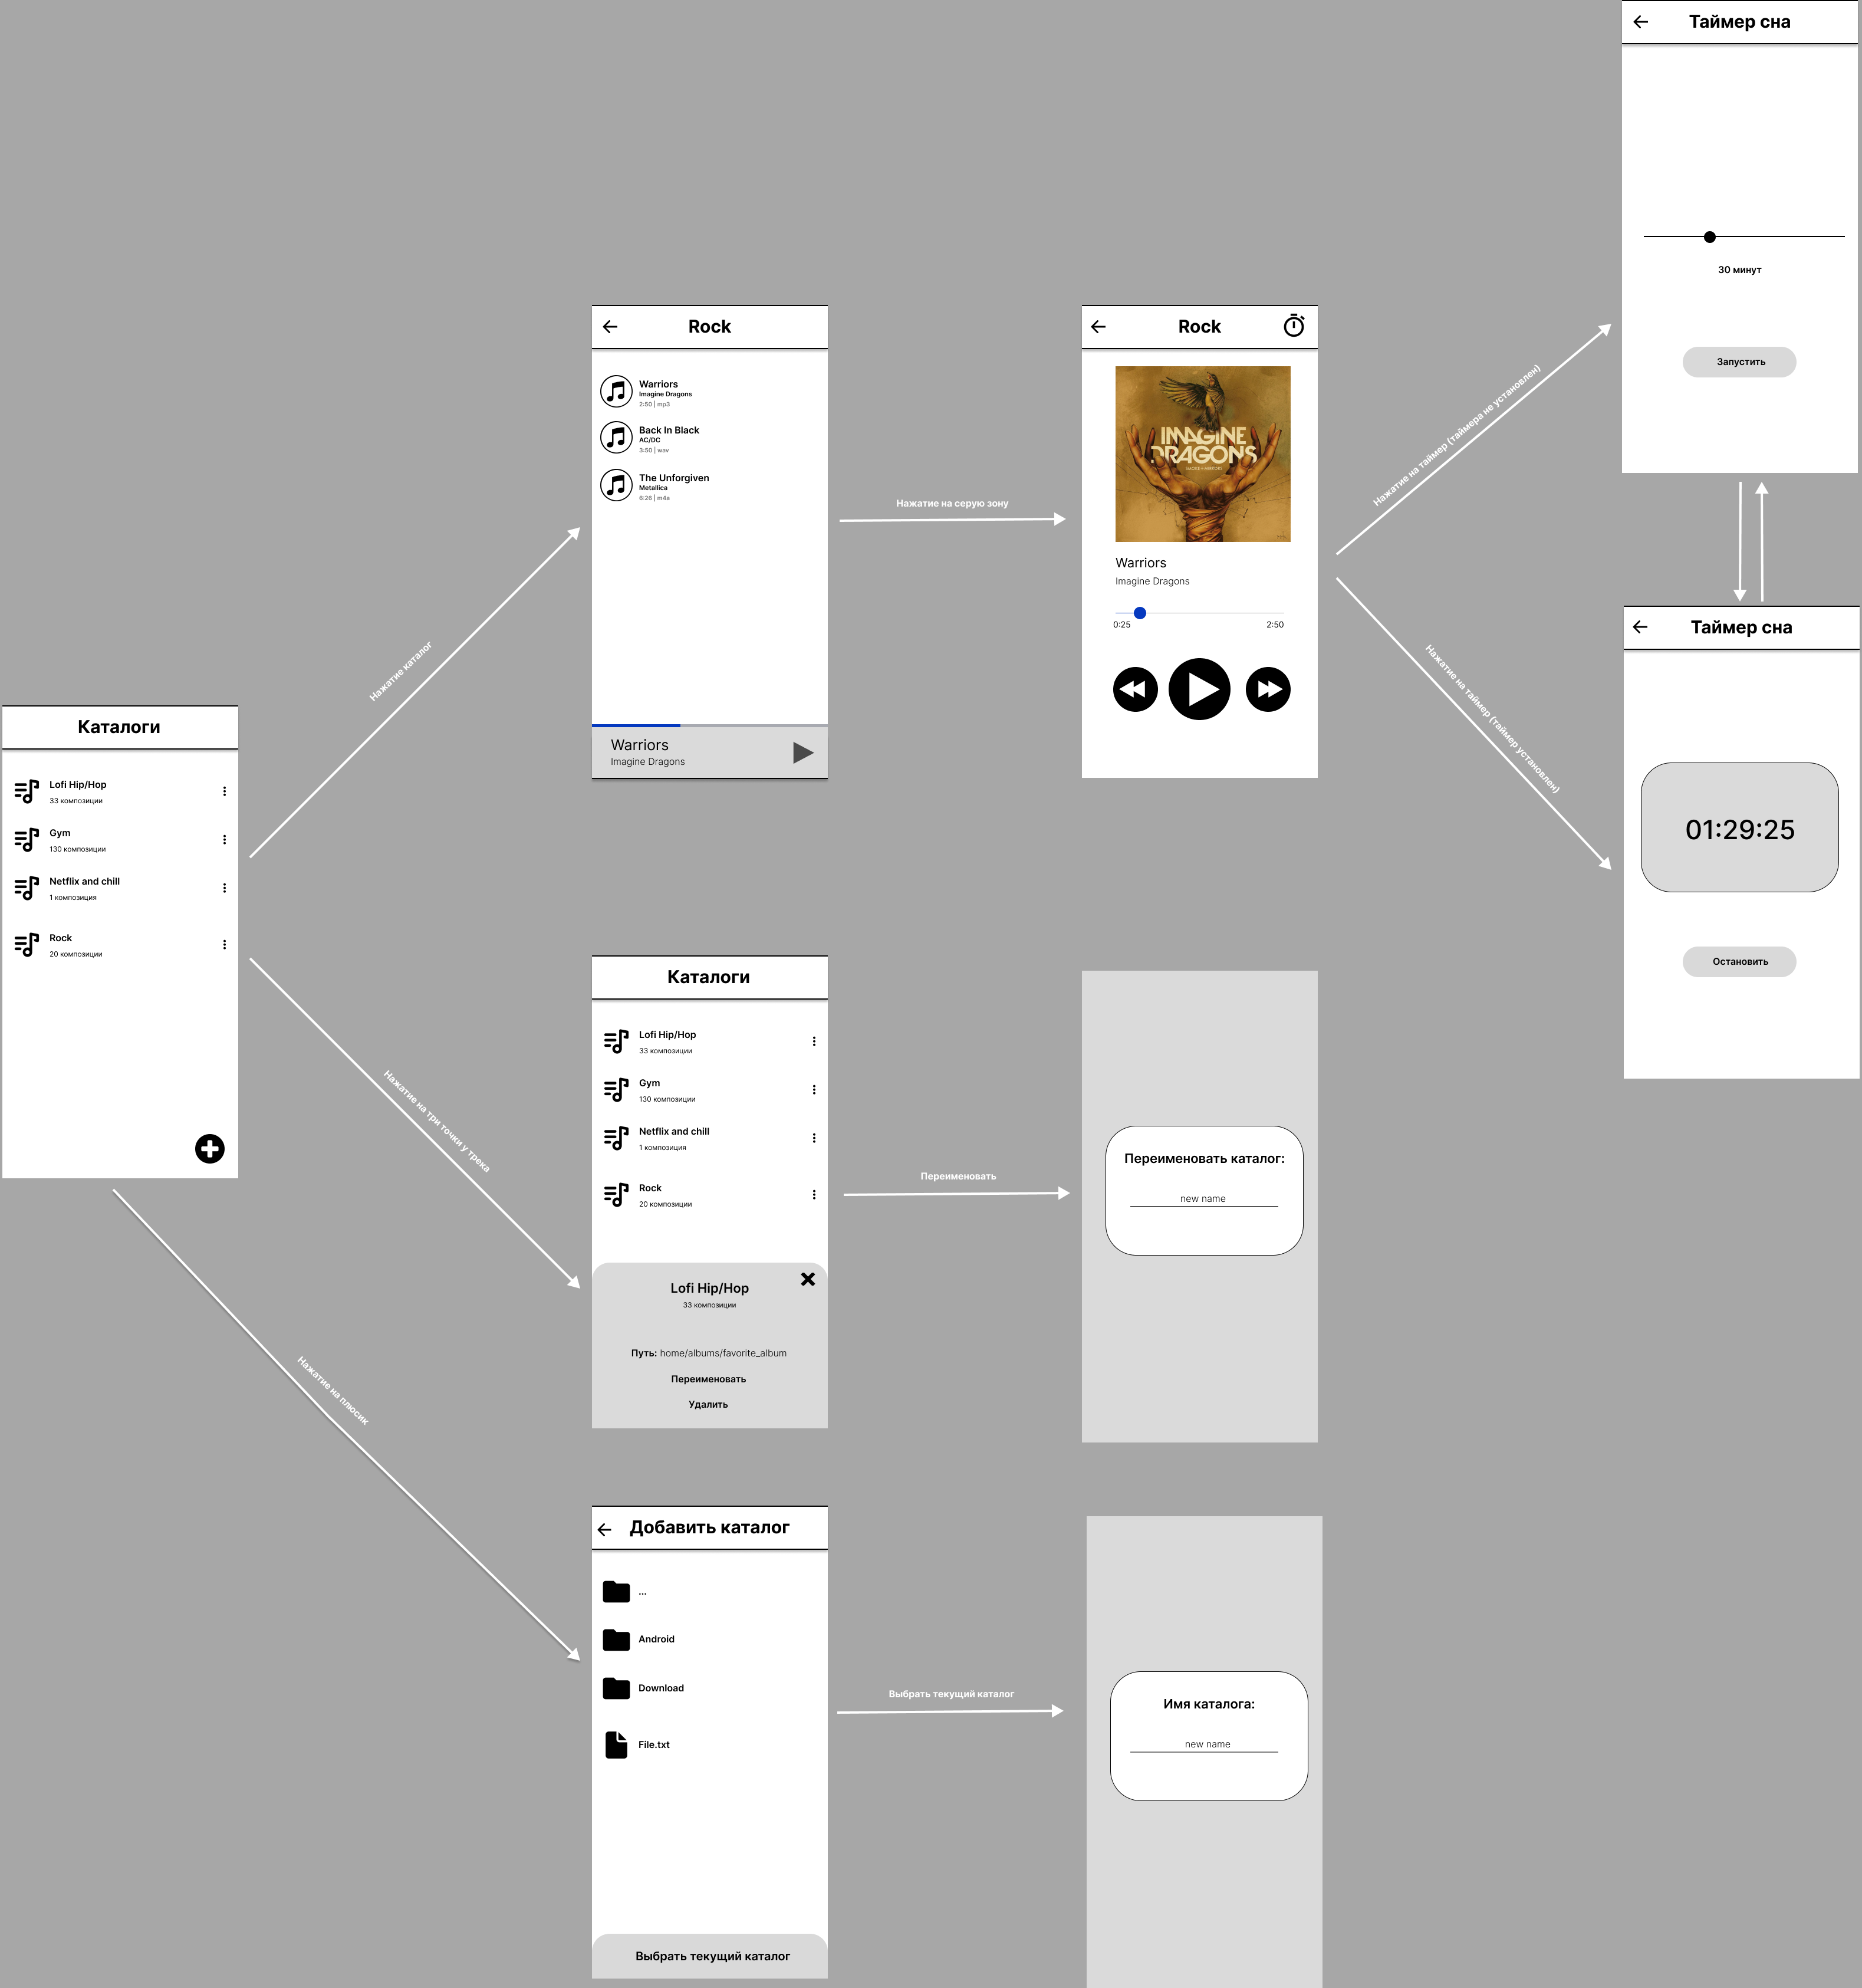 Каталоги
Lofi Hip/Hop
33 композиции
Gym
130 композиции
Netflix and chill
1 композиция
Rock
20 композиции
Нажатие каталог
Нажатие на три точки у трека
Нажатие на плюсик
Rock
Warriors
Imagine Dragons
2:50 | mp3
Back In Black
AC/DC
3:50 | wav
The Unforgiven
Metallica
6:26 | m4a
Warriors
Imagine Dragons
Нажатие на серую зону
Rock
IMAGINE
DRAGONS
SMOKE + MIRRORS
Warriors
Imagine Dragons
0:25 2:50
Нажатие на таймер (таймера не установлен)
Нажатие на таймер (таймер установлен)
Таймер сна
30 минут
Запустить
Таймер сна
01:29:25
Остановить
Каталоги
Lofi Hip/Hop
33 композиции
Gym
130 композиции
Netflix and chill
1 композиция
Rock
20 композиции
Lofi Hip/Hop
33 композиции
Путь: home/albums/favorite_album
Переименовать
Удалить
Переименовать
Переименовать каталог:
new name
Добавить каталог
...
Android
Download
File.txt
Выбрать текущий каталог
Выбрать текущий каталог
Имя каталога:
new name